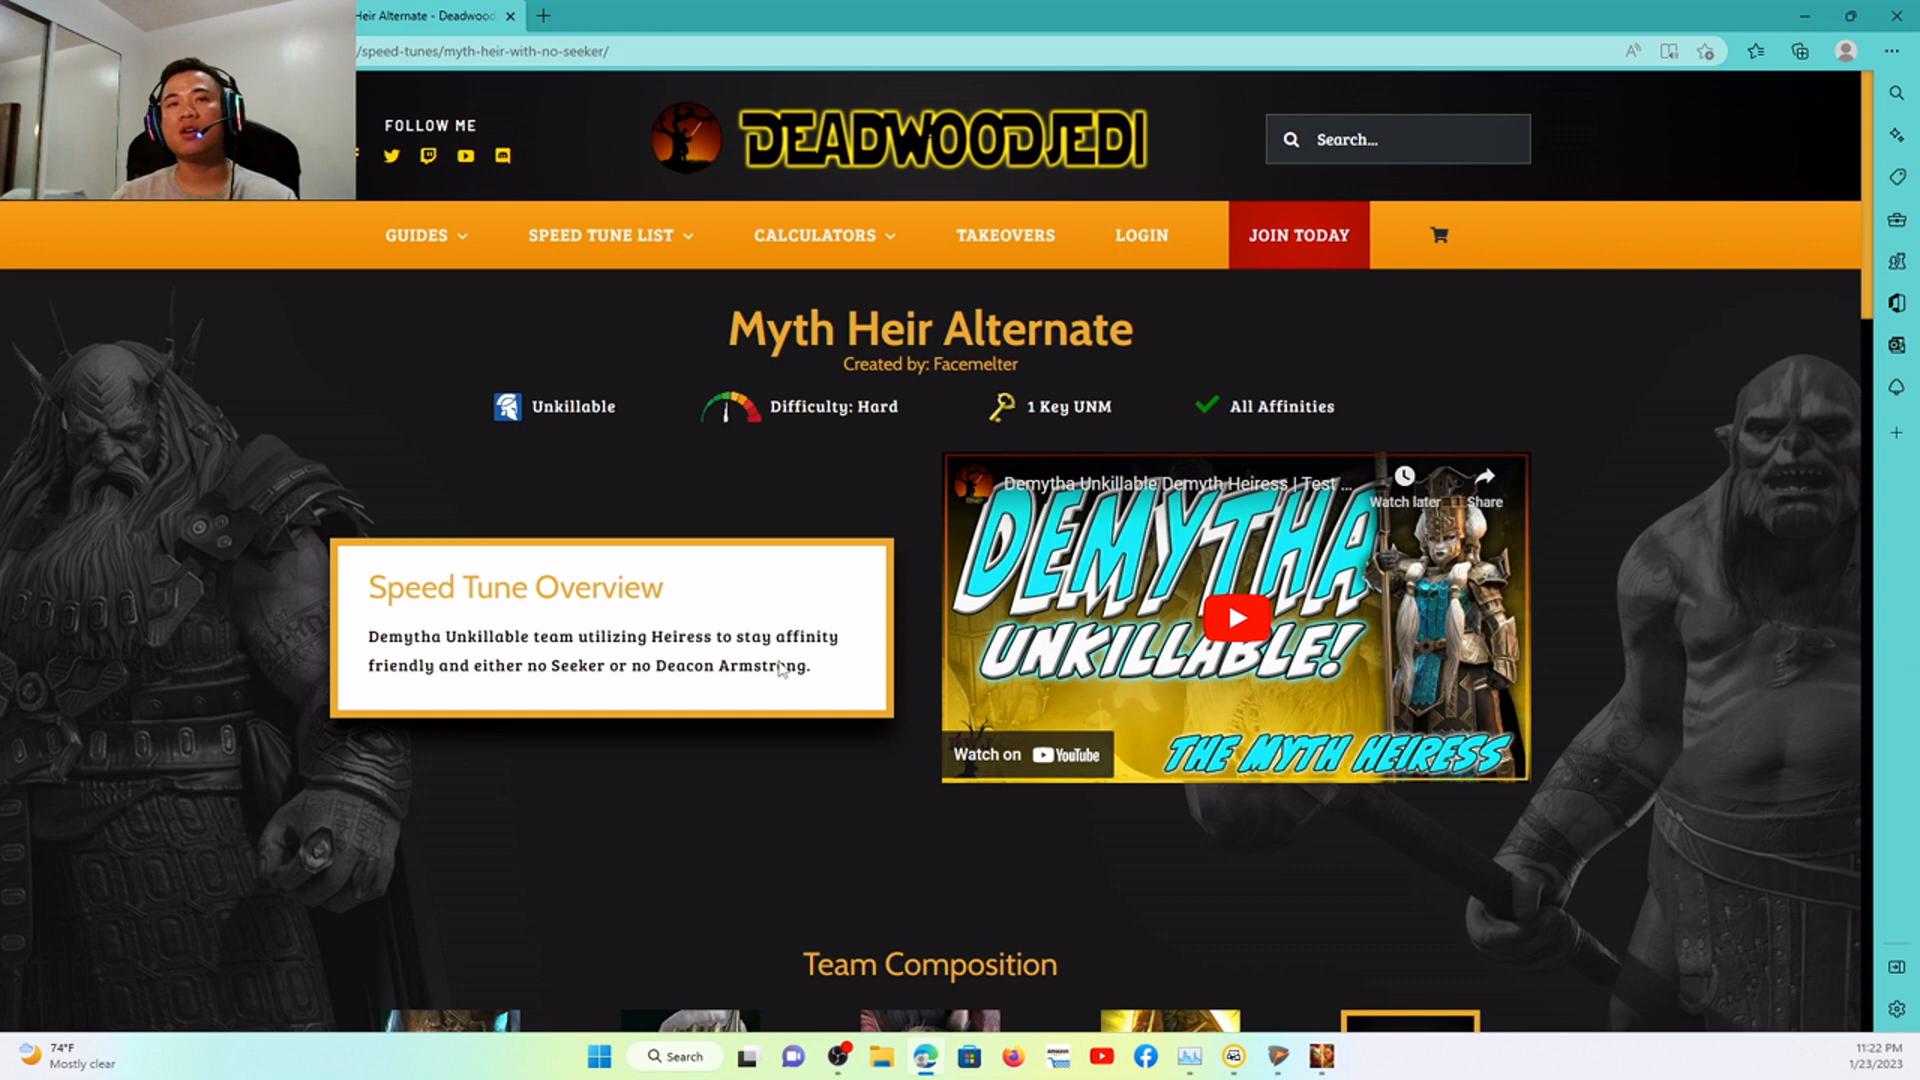 Heir Alternate - Deadwood
/speed-tunes/myth-heir-with-no-seeker/
FOLLOW ME
DEADWOODJEDI
Search...
GUIDES
SPEED TUNE LIST
CALCULATORS
TAKEOVERS
LOGIN
JOIN TODAY
Myth Heir Alternate
Created by: Facemelter
Unkillable
Difficulty: Hard
1 Key UNM
All Affinities
Speed Tune Overview
Demytha Unkillable team utilizing Heiress to stay affinity
friendly and either no Seeker or no Deacon Armstrong.
Demytha Unkillable Demyth Heiress | Test ...
Watch later
Share
DEMYTHA
UNKILLABLE!
THE MYTH HEIRESS
Watch on YouTube
Team Composition
74°F
Mostly clear
Search
11:22 PM
1/23/2023